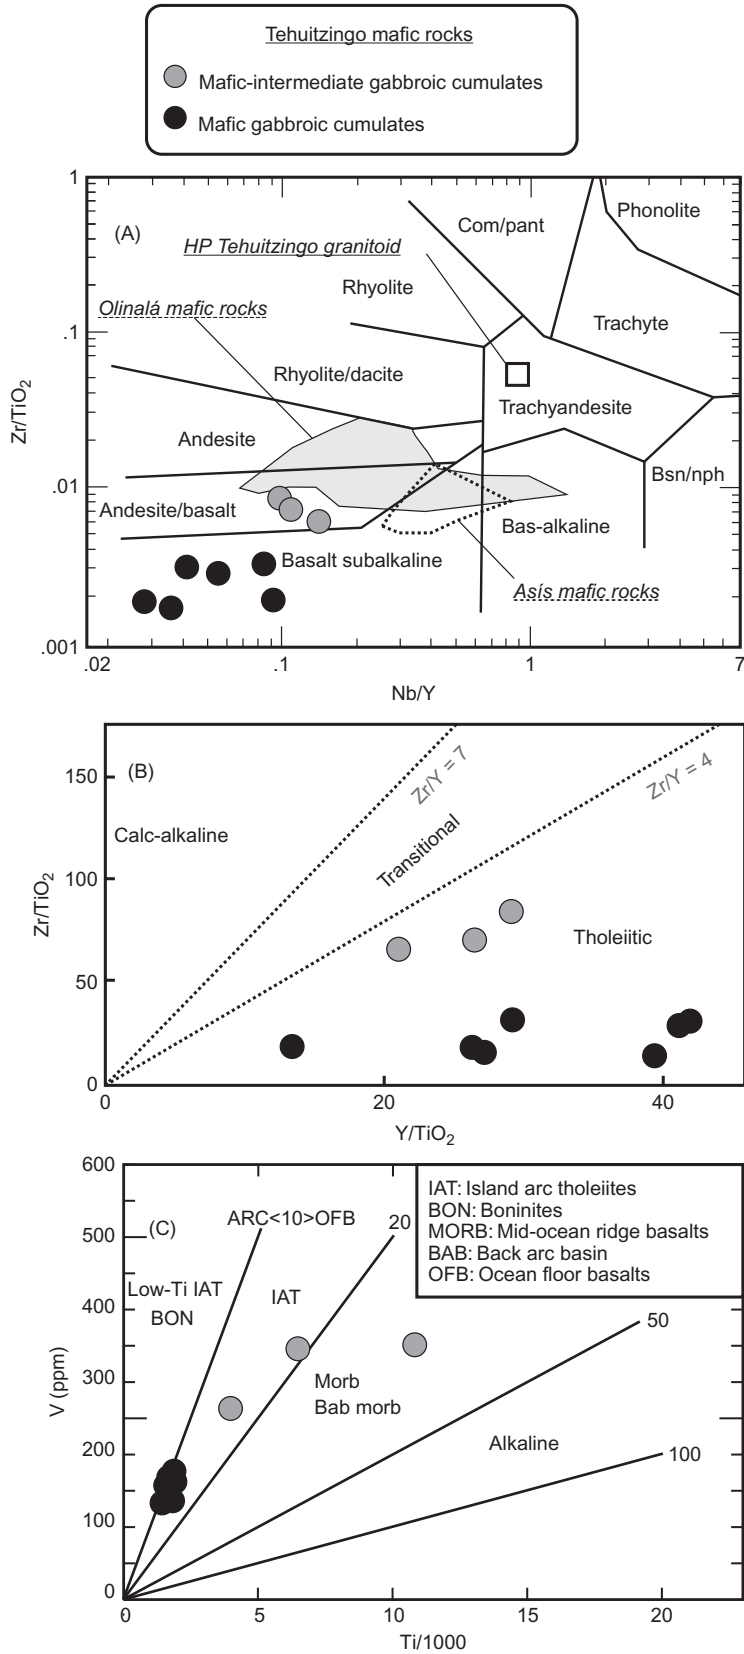 Tehuitzingo mafic rocks
Mafic-intermediate gabbroic cumulates
Mafic gabbroic cumulates
1
(A)
Com/pant
Phonolite
HP Tehuitzingo granitoid
Rhyolite
Olinalá mafic rocks
Trachyte
.1
Rhyolite/dacite
Zr/TiO2
Trachyandesite
Andesite
Bsn/nph
.01
Andesite/basalt
Bas-alkaline
Basalt subalkaline
Asís mafic rocks
.001
.02
.1
1
7
Nb/Y
(B)
Zr/Y = 7
Zr/Y = 4
150
Calc-alkaline
Transitional
100
Zr/TiO2
Tholeiitic
50
0
0
20
40
Y/TiO2
600
IAT: Island arc tholeiites
BON: Boninites
MORB: Mid-ocean ridge basalts
BAB: Back arc basin
OFB: Ocean floor basalts
(C)
ARC<10>OFB
20
500
Low-Ti IAT
BON
IAT
400
50
V (ppm)
300
Morb
Bab morb
Alkaline
200
100
100
0
0
5
10
15
20
Ti/1000